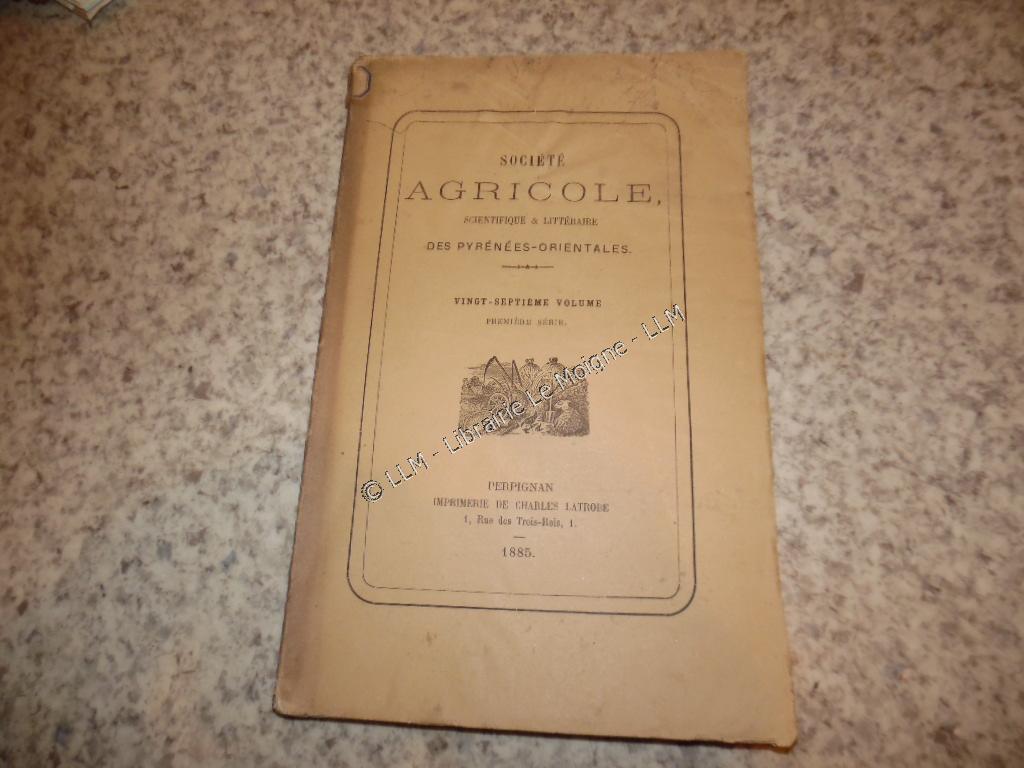 SOCIÉTÉ
AGRICOLE,
SCIENTIFIQUE & LITTÉRAIRE
DES PYRÉNÉES-ORIENTALES.
VINGT-SEPTIÈME VOLUME
PREMIÈRE SÉRIE.
© LLM - Librairie Le Moigne - LLM
PERPIGNAN
IMPRIMERIE DE CHARLES LATROBE
1, Rue des Trois-Rois, 1.
1885.